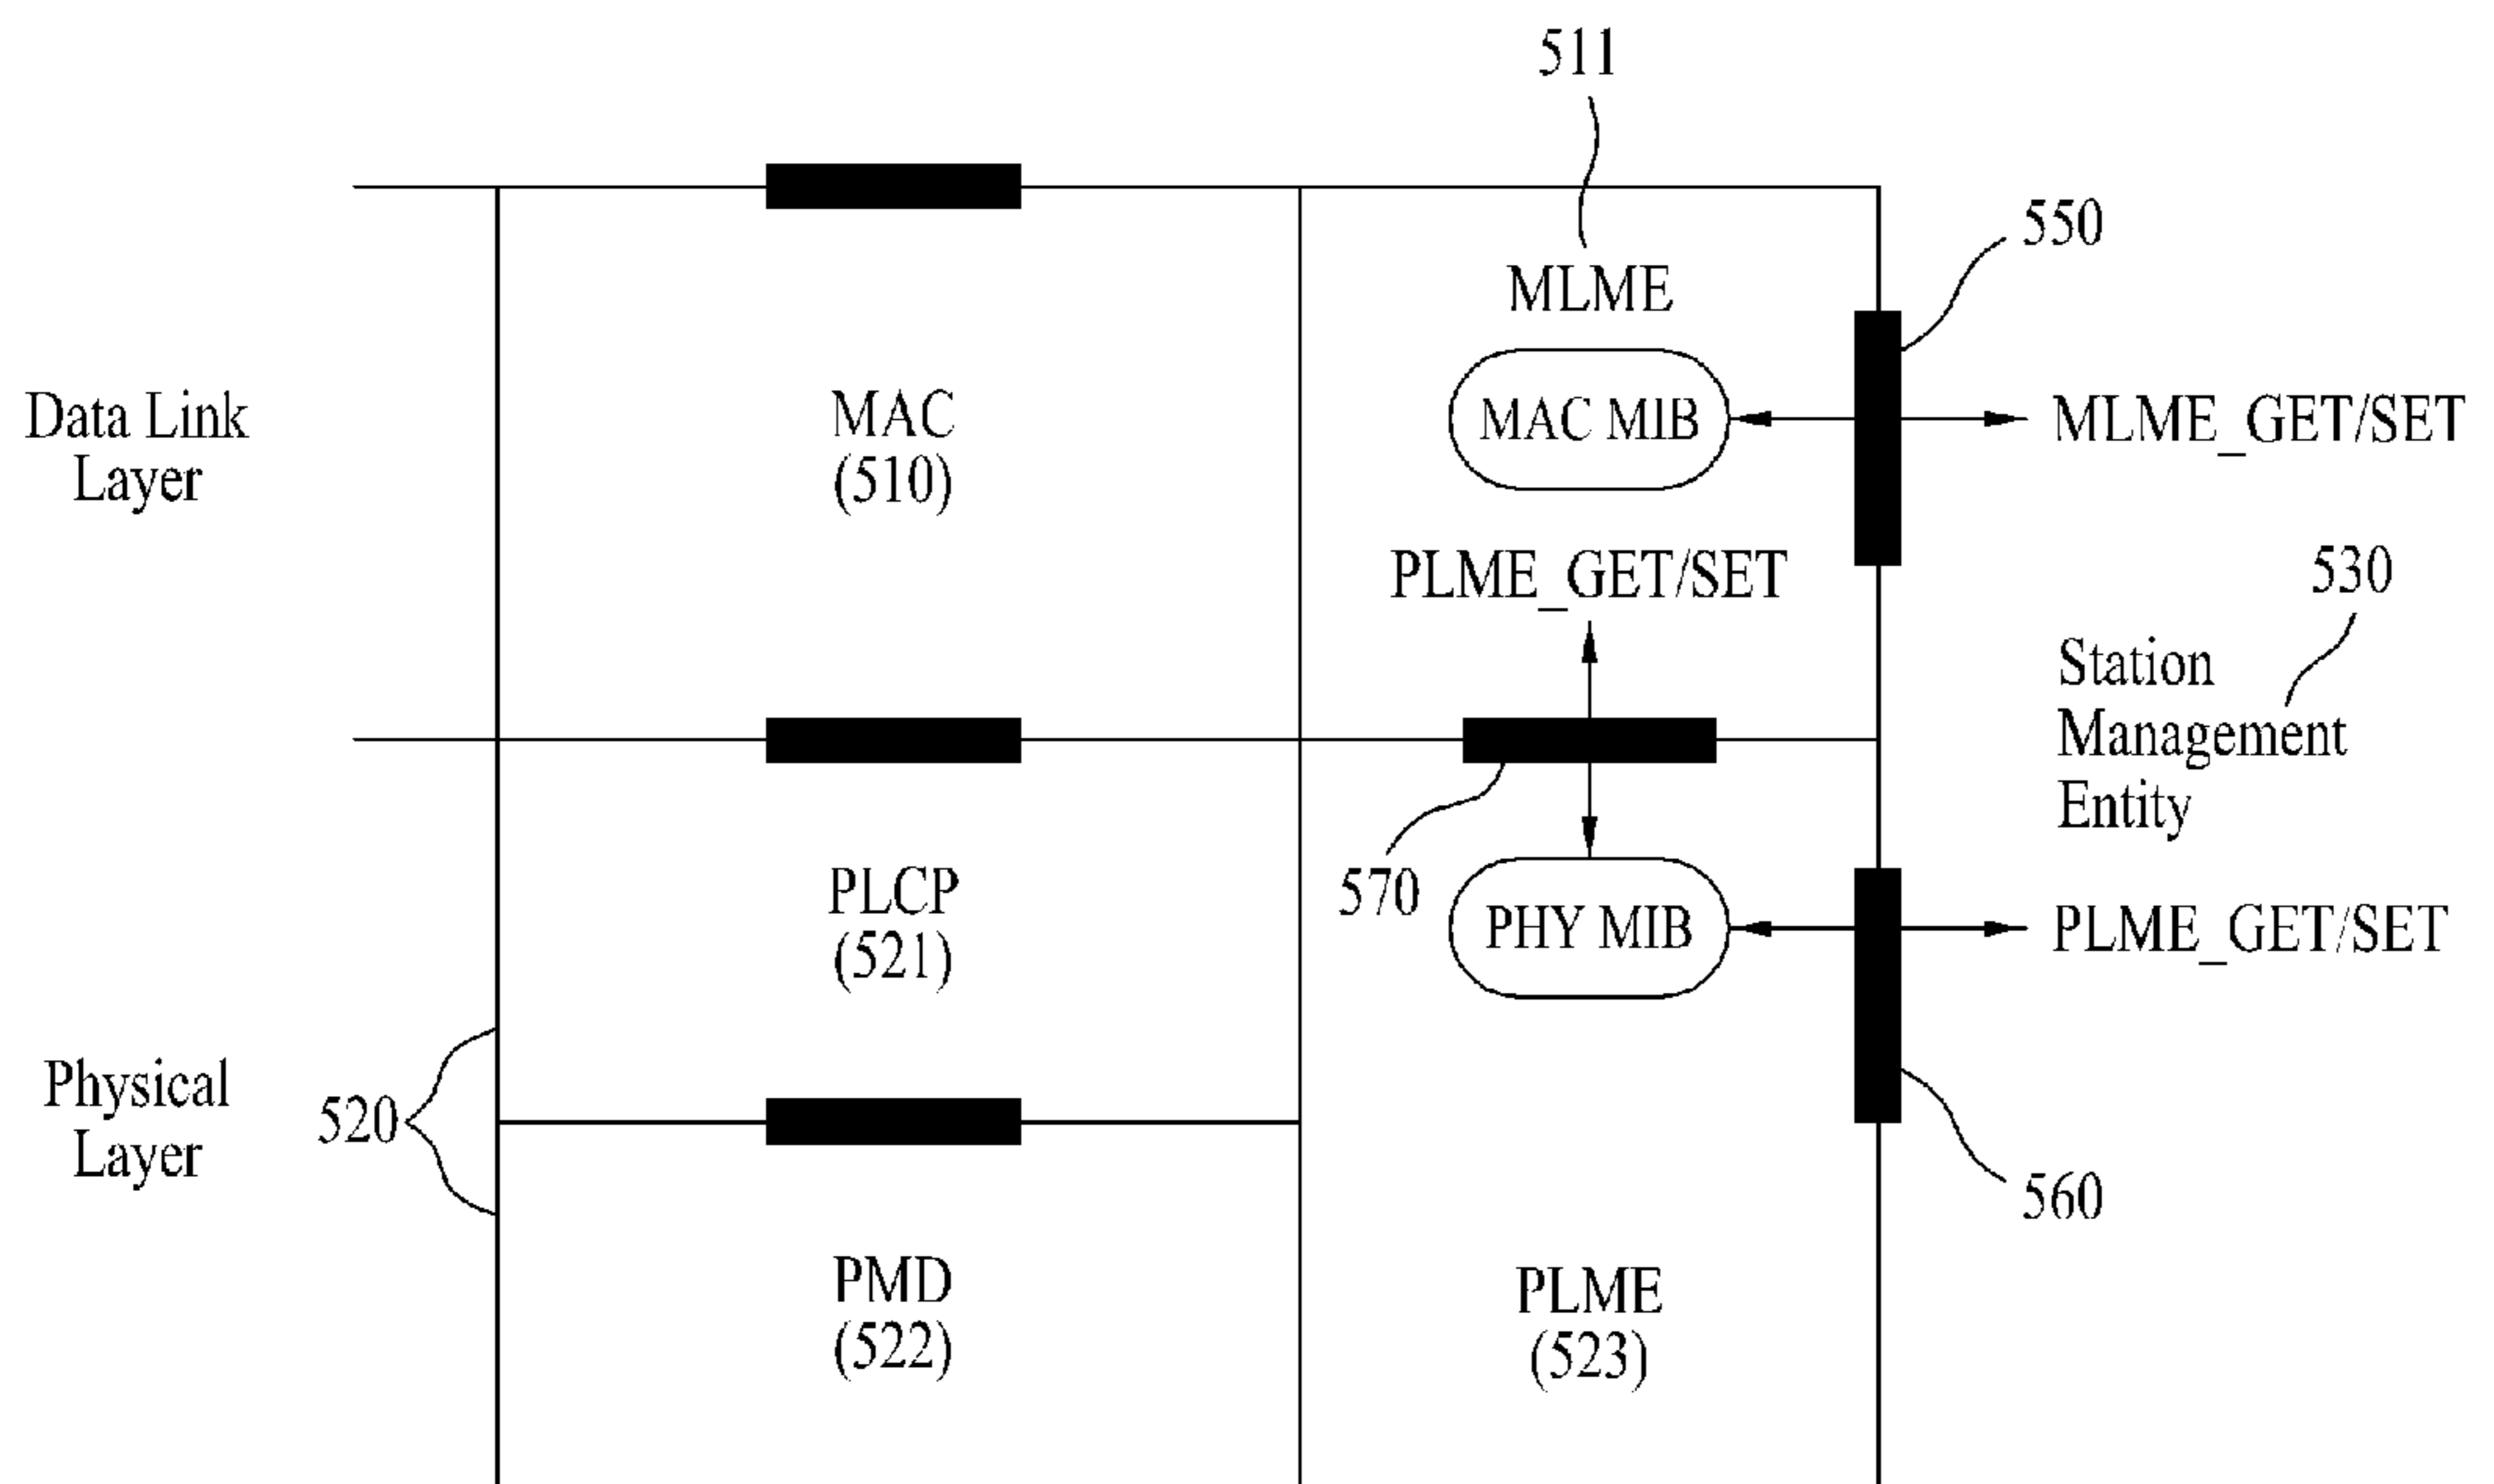 511
550
MLME
Data Link
Layer
MAC
(510)
MAC MIB
MLME_GET/SET
PLME_GET/SET
530
Station
Management
Entity
PLCP
(521)
570
PHY MIB
PLME_GET/SET
Physical
Layer
520
560
PMD
(522)
PLME
(523)